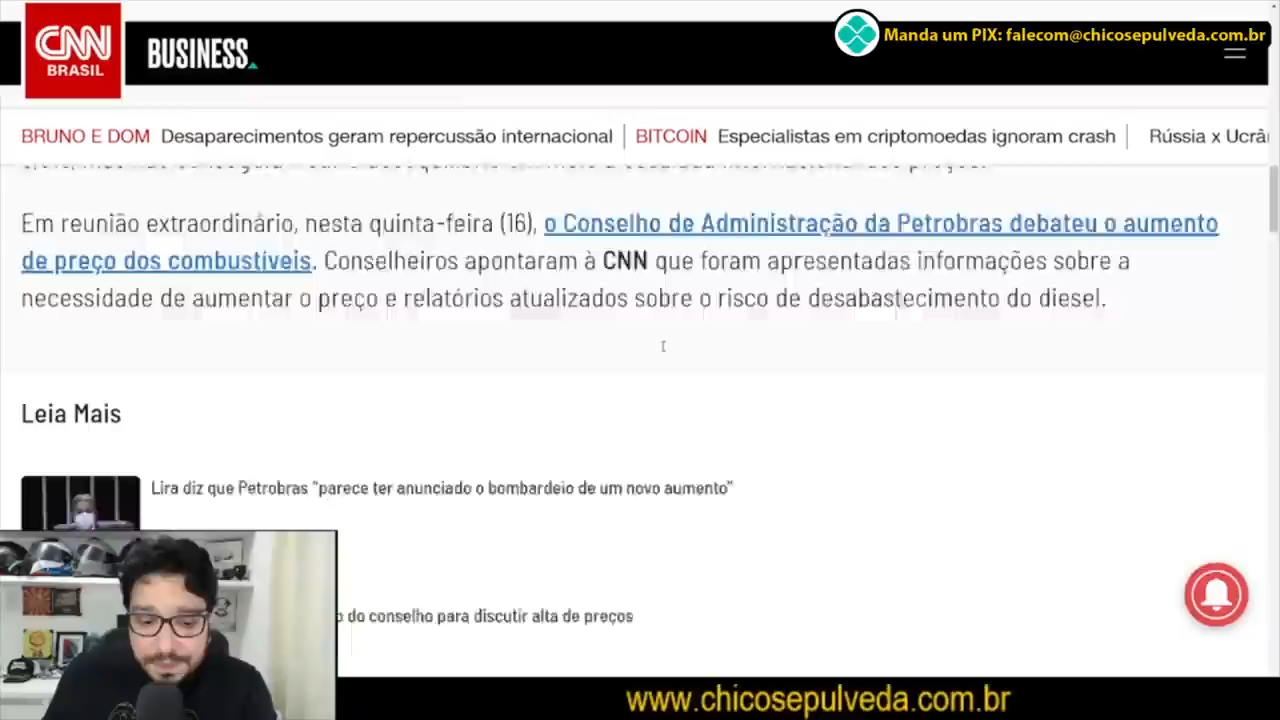 CNN
BRASIL
BUSINESS
Manda um PIX: falecom@chicosepulveda.com.br
BRUNO E DOM Desaparecimentos geram repercussão internacional
BITCOIN Especialistas em criptomoedas ignoram crash
Rússia x Ucrâ
Em reunião extraordinário, nesta quinta-feira (16), o Conselho de Administração da Petrobras debateu o aumento
de preço dos combustíveis. Conselheiros apontaram à CNN que foram apresentadas informações sobre a
necessidade de aumentar o preço e relatórios atualizados sobre o risco de desabastecimento do diesel.
Leia Mais
Lira diz que Petrobras "parece ter anunciado o bombardeio de um novo aumento"
do conselho para discutir alta de preços
www.chicosepulveda.com.br